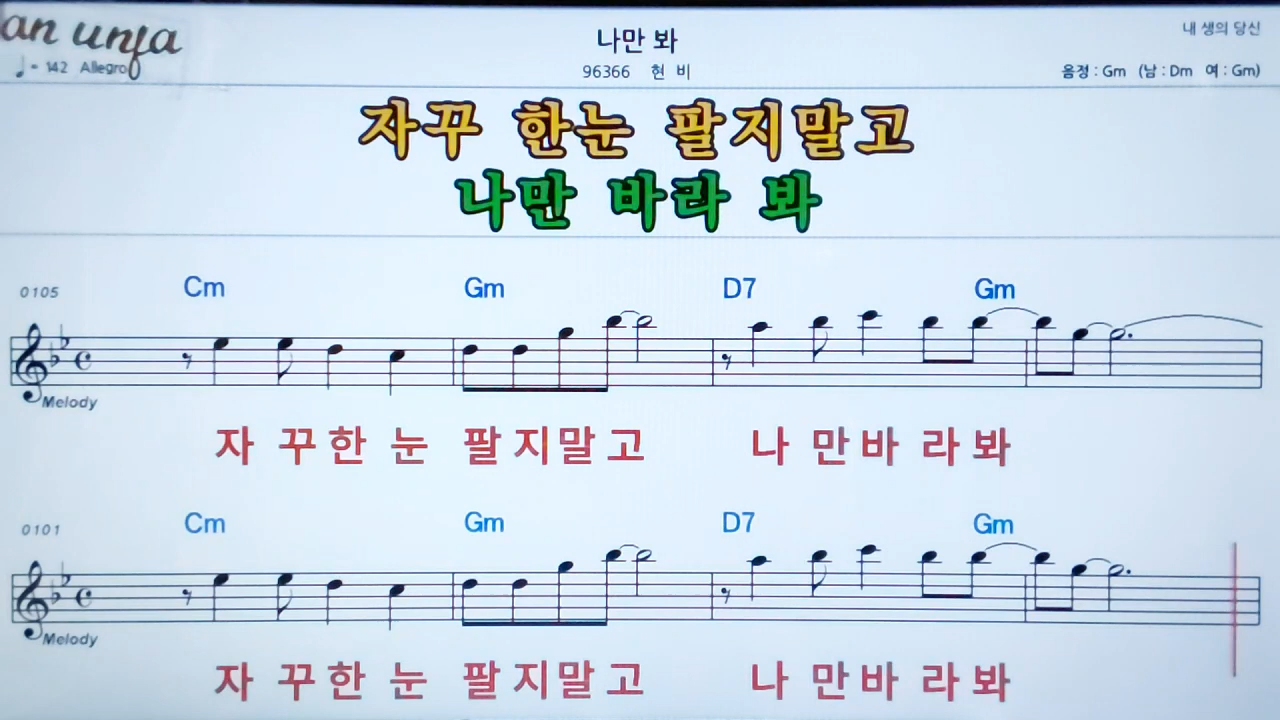 an unja
나만 봐
내 생의 당신
♩= 142 Allegro
96366 현 비
음정 : Gm (남 : Dm 여 : Gm)
자꾸 한눈 팔지말고
나만 바라 봐
0105
Cm Gm D7 Gm
Melody
자 꾸한 눈 팔지말고 나 만바 라봐
0101
Cm Gm D7 Gm
Melody
자 꾸한 눈 팔지말고 나 만바 라봐